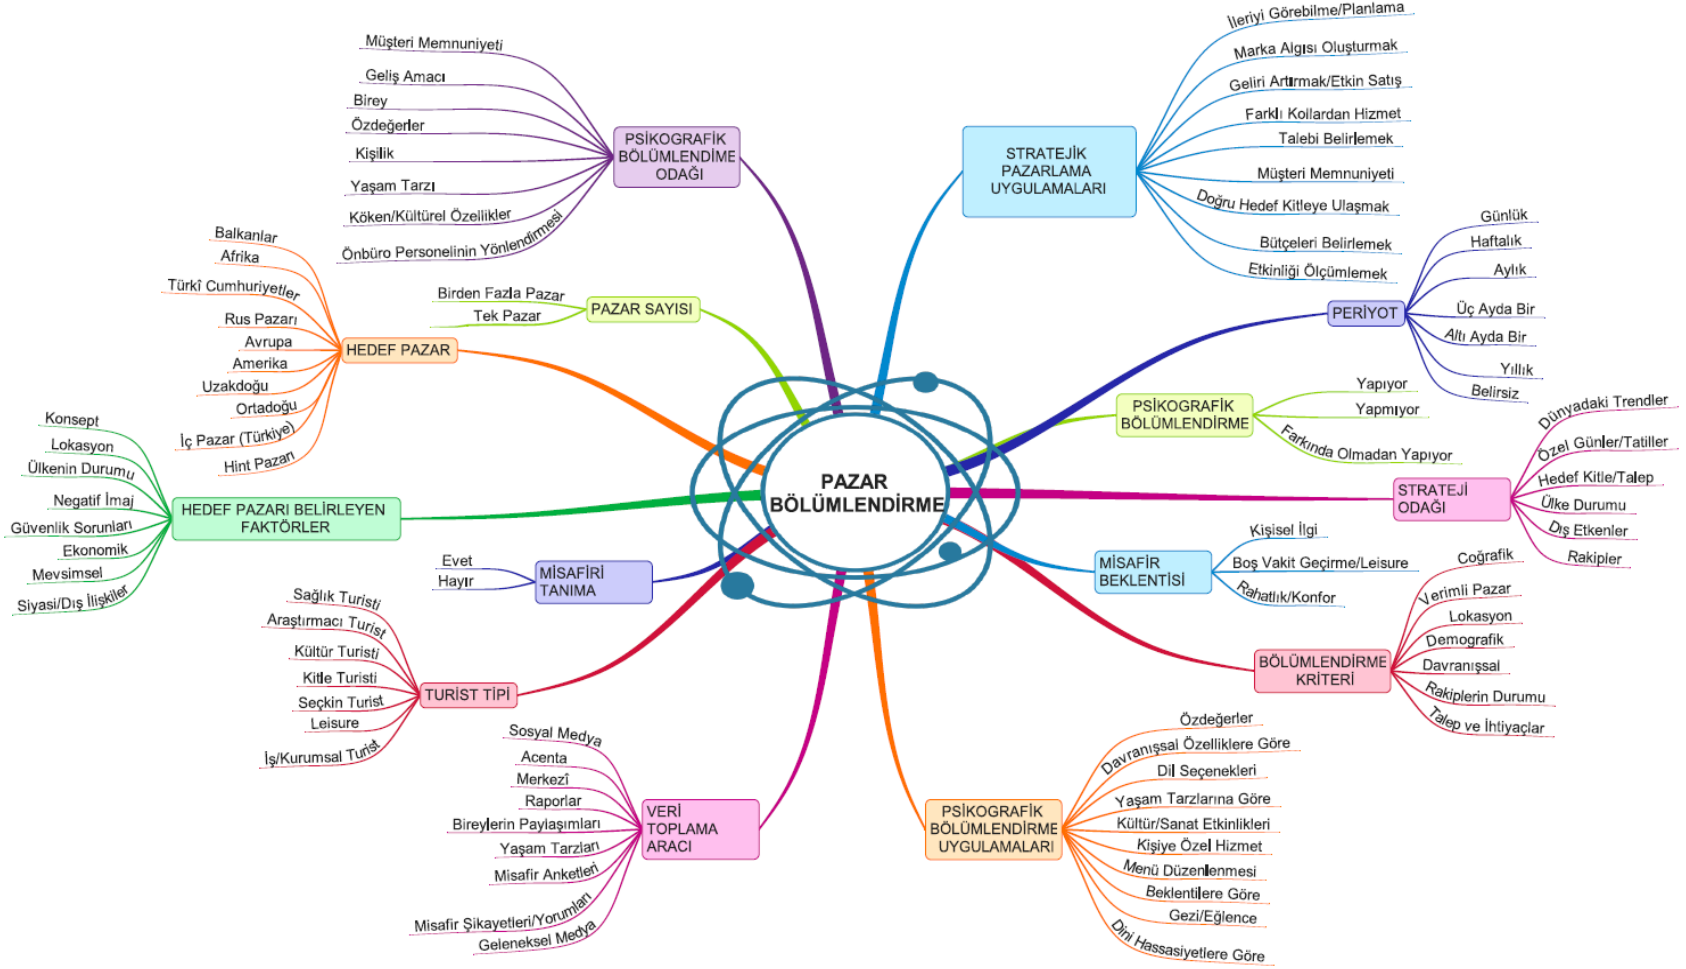 PAZAR
BÖLÜMLENDİRME
STRATEJİK
PAZARLAMA
UYGULAMALARI
İleriyi Görebilme/Planlama
Marka Algısı Oluşturmak
Geliri Artırmak/Etkin Satış
Farklı Kollardan Hizmet
Talebi Belirlemek
Müşteri Memnuniyeti
Doğru Hedef Kitleye Ulaşmak
Bütçeleri Belirlemek
Etkinliği Ölçümlemek
PERİYOT
Günlük
Haftalık
Aylık
Üç Ayda Bir
Altı Ayda Bir
Yıllık
Belirsiz
PSİKOGRAFİK
BÖLÜMLENDİRME
Yapıyor
Yapmıyor
Farkında Olmadan Yapıyor
STRATEJİ
ODAĞI
Dünyadaki Trendler
Özel Günler/Tatiller
Hedef Kitle/Talep
Ülke Durumu
Dış Etkenler
Rakipler
MİSAFİR
BEKLENTİSİ
Kişisel İlgi
Boş Vakit Geçirme/Leisure
Rahatlık/Konfor
BÖLÜMLENDİRME
KRİTERİ
Coğrafik
Verimli Pazar
Lokasyon
Demografik
Davranışsal
Rakiplerin Durumu
Talep ve İhtiyaçlar
PSİKOGRAFİK
BÖLÜMLENDİRME
UYGULAMALARI
Özdeğerler
Davranışsal Özelliklere Göre
Dil Seçenekleri
Yaşam Tarzlarına Göre
Kültür/Sanat Etkinlikleri
Kişiye Özel Hizmet
Menü Düzenlenmesi
Beklentilere Göre
Gezi/Eğlence
Dini Hassasiyetlere Göre
PSİKOGRAFİK
BÖLÜMLENDİME
ODAĞI
Müşteri Memnuniyeti
Geliş Amacı
Birey
Özdeğerler
Kişilik
Yaşam Tarzı
Köken/Kültürel Özellikler
Önbüro Personelinin Yönlendirmesi
PAZAR SAYISI
Birden Fazla Pazar
Tek Pazar
HEDEF PAZAR
Balkanlar
Afrika
Türkî Cumhuriyetler
Rus Pazarı
Avrupa
Amerika
Uzakdoğu
Ortadoğu
İç Pazar (Türkiye)
Hint Pazarı
HEDEF PAZARI BELİRLEYEN
FAKTÖRLER
Konsept
Lokasyon
Ülkenin Durumu
Negatif İmaj
Güvenlik Sorunları
Ekonomik
Mevsimsel
Siyasi/Dış İlişkiler
MİSAFİRİ
TANIMA
Evet
Hayır
TURİST TİPİ
Sağlık Turisti
Araştırmacı Turist
Kültür Turisti
Kitle Turisti
Seçkin Turist
Leisure
İş/Kurumsal Turist
VERİ
TOPLAMA
ARACI
Sosyal Medya
Acenta
Merkezî
Raporlar
Bireylerin Paylaşımları
Yaşam Tarzları
Misafir Anketleri
Misafir Şikayetleri/Yorumları
Geleneksel Medya